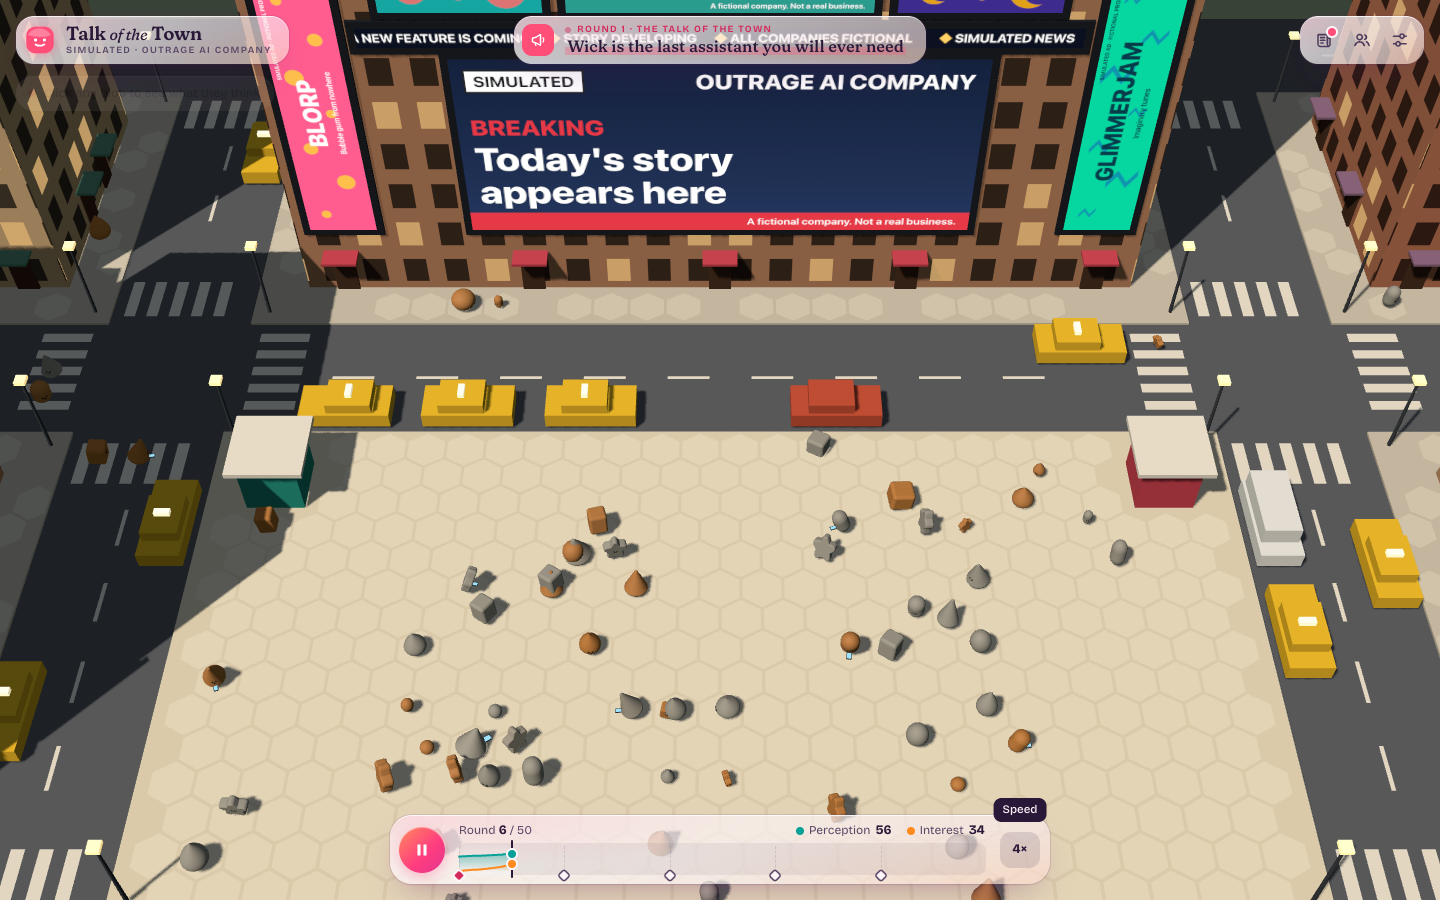 Talk of the Town
SIMULATED · OUTRAGE AI COMPANY
ROUND 1 · THE TALK OF THE TOWN
Wick is the last assistant you will ever need
A fictional company. Not a real business.
A NEW FEATURE IS COMIN
STORY DEVELOPING
ALL COMPANIES FICTIONAL
SIMULATED NEWS
SIMULATED
OUTRAGE AI COMPANY
BREAKING
Today's story
appears here
A fictional company. Not a real business.
BLORP
Bubble gum from nowhere
GLIMMERJAM
Imaginary tunes
Speed
Round 6 / 50
Perception 56
Interest 34
4×